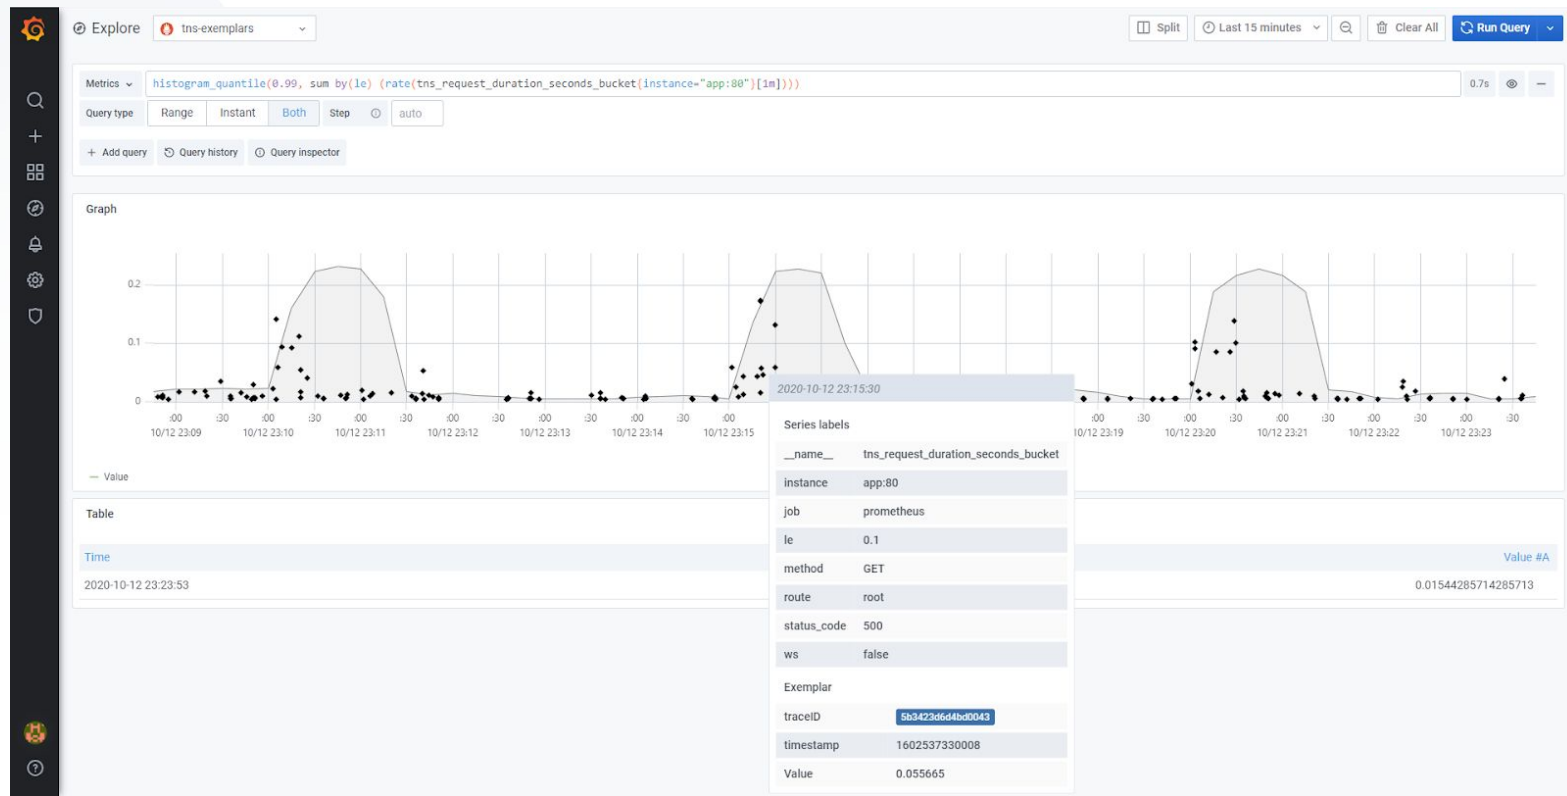 Explore tns-exemplars Split Last 15 minutes Clear All Run Query
Metrics histogram_quantile(0.99, sum by(le) (rate(tns_request_duration_seconds_bucket{instance="app:80"}[1m]))) 0.7s
Query type Range Instant Both Step auto
+ Add query Query history Query inspector
Graph
0.2
0.1
0
:00 :30 :00 :30 :00 :30 :00 :30 :00 :30 :00 :30 :00 :00 :30 :00 :30 :00 :30 :00 :30 :00 :30
10/12 23:09 10/12 23:10 10/12 23:11 10/12 23:12 10/12 23:13 10/12 23:14 10/12 23:15 10/12 23:19 10/12 23:20 10/12 23:21 10/12 23:22 10/12 23:23
Value
2020-10-12 23:15:30
Series labels
__name__ tns_request_duration_seconds_bucket
instance app:80
job prometheus
le 0.1
method GET
route root
status_code 500
ws false
Exemplar
traceID 5b3423d6d4bd0043
timestamp 1602537330008
Value 0.055665
Table
Time Value #A
2020-10-12 23:23:53 0.01544285714285713